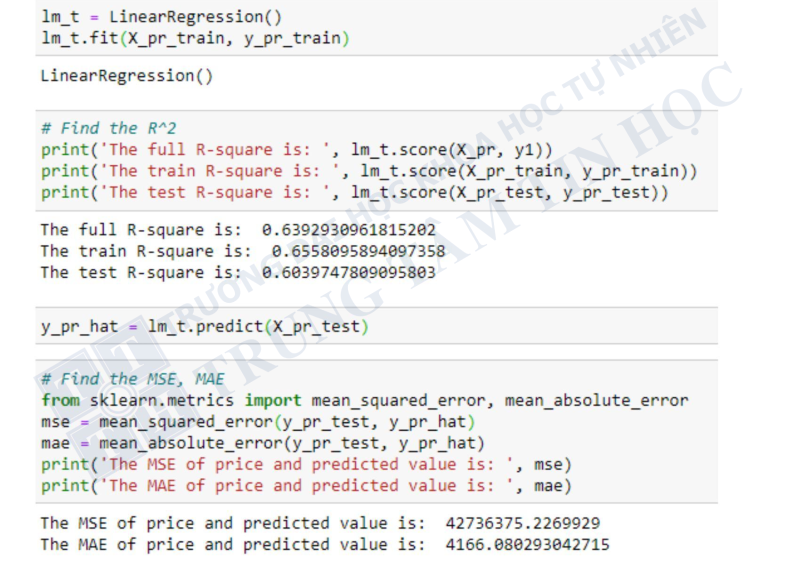 lm_t = LinearRegression()
lm_t.fit(X_pr_train, y_pr_train)
LinearRegression()
# Find the R^2
print('The full R-square is: ', lm_t.score(X_pr, y1))
print('The train R-square is: ', lm_t.score(X_pr_train, y_pr_train))
print('The test R-square is: ', lm_t.score(X_pr_test, y_pr_test))
The full R-square is:  0.6392930961815202
The train R-square is:  0.6558095894097358
The test R-square is:  0.6039747809095803
y_pr_hat = lm_t.predict(X_pr_test)
# Find the MSE, MAE
from sklearn.metrics import mean_squared_error, mean_absolute_error
mse = mean_squared_error(y_pr_test, y_pr_hat)
mae = mean_absolute_error(y_pr_test, y_pr_hat)
print('The MSE of price and predicted value is: ', mse)
print('The MAE of price and predicted value is: ', mae)
The MSE of price and predicted value is:  42736375.2269929
The MAE of price and predicted value is:  4166.080293042715
TRƯỜNG ĐẠI HỌC KHOA HỌC TỰ NHIÊN
TRUNG TÂM TIN HỌC